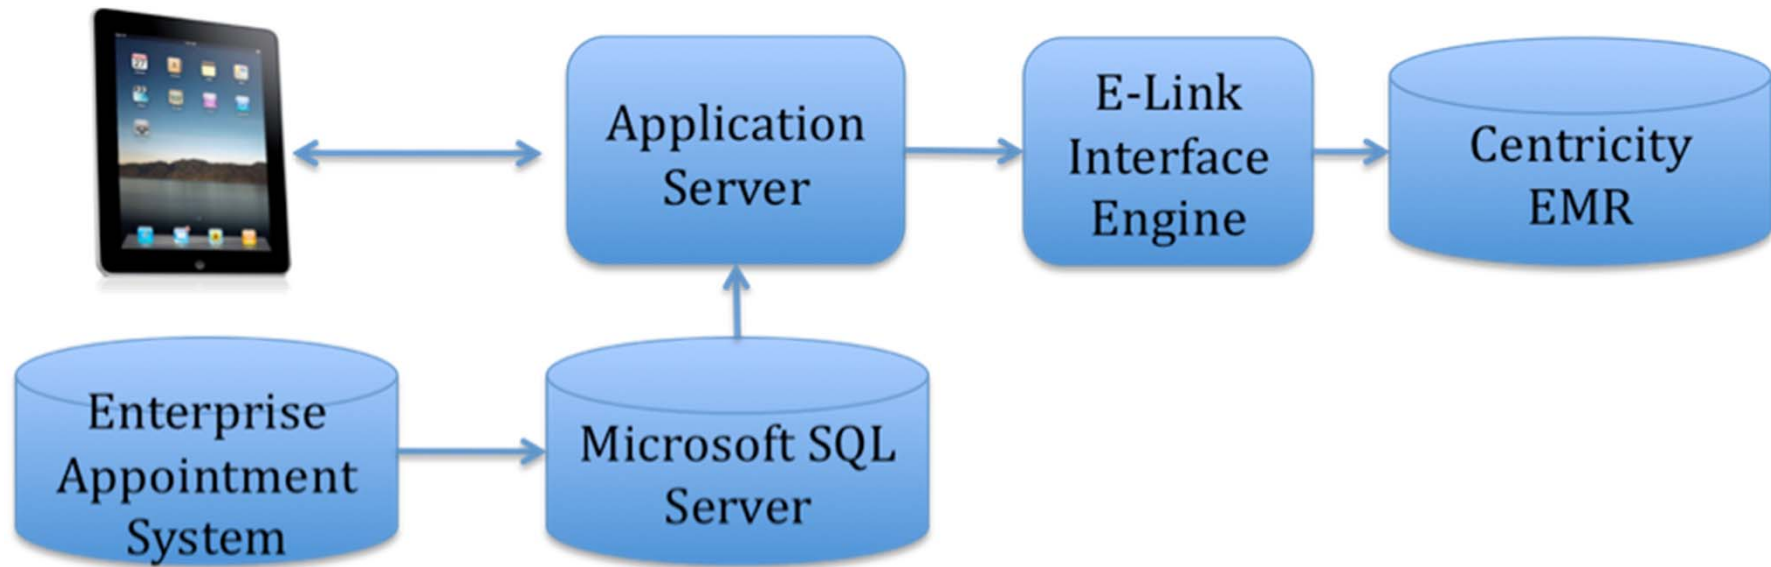 Application
Server
E-Link
Interface
Engine
Centricity
EMR
Enterprise
Appointment
System
Microsoft SQL
Server